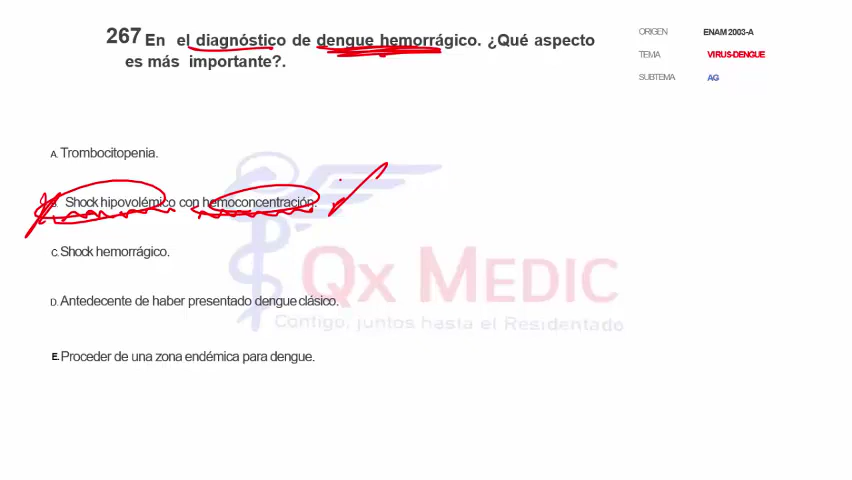 267 En el diagnóstico de dengue hemorrágico. ¿Qué aspecto
es más importante?.
ORIGEN ENAM 2003-A
TEMA VIRUS-DENGUE
SUBTEMA AG
A. Trombocitopenia.
B. Shock hipovolémico con hemoconcentración.
C. Shock hemorrágico.
D. Antedecente de haber presentado dengue clásico.
E. Proceder de una zona endémica para dengue.
Qx MEDIC
Contigo, juntos hasta el Residentado